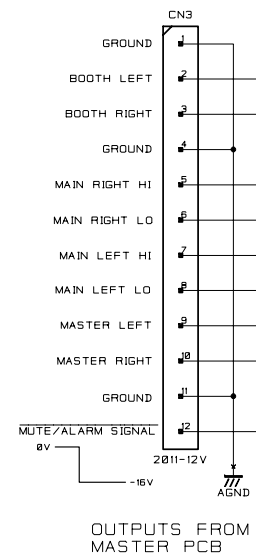 CN3
GROUND 1
BOOTH LEFT 2
BOOTH RIGHT 3
GROUND 4
MAIN RIGHT HI 5
MAIN RIGHT LO 6
MAIN LEFT HI 7
MAIN LEFT LO 8
MASTER LEFT 9
MASTER RIGHT 10
GROUND 11
MUTE/ALARM SIGNAL 12
0V
2011-12V
-16V
AGND
OUTPUTS FROM
MASTER PCB